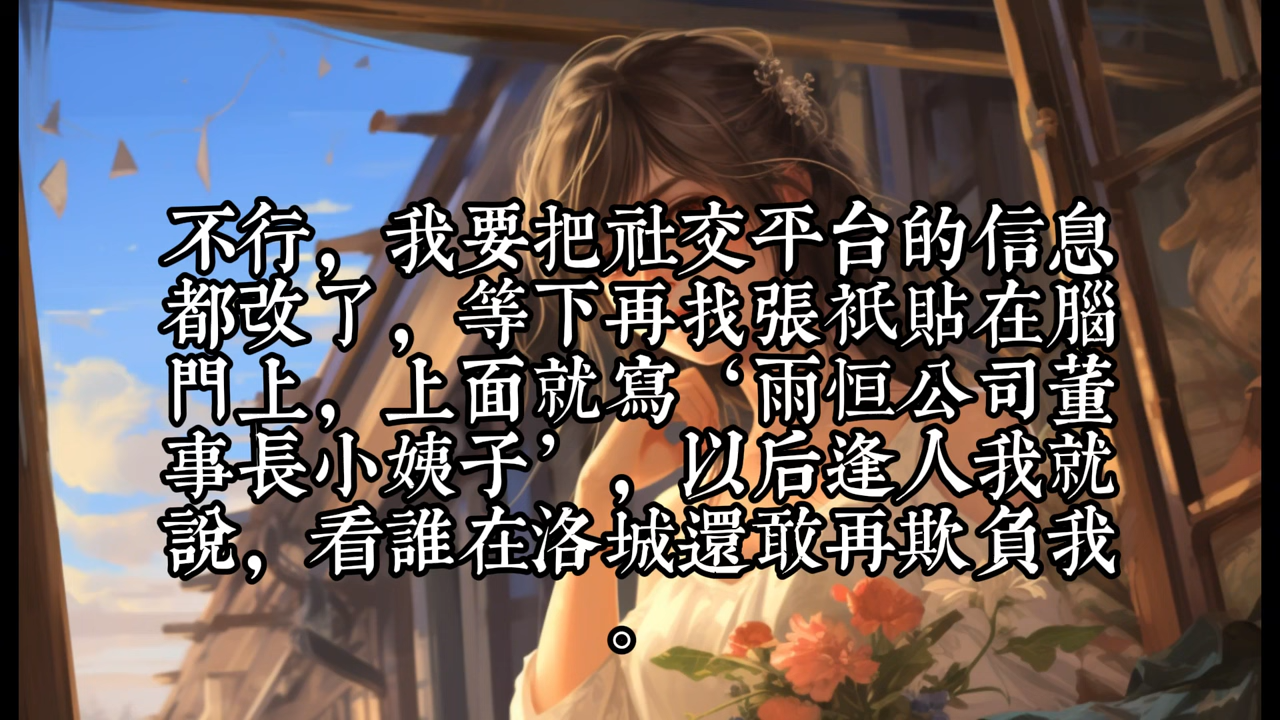 不行，我要把社交平台的信息
都改了，等下再找張衹貼在腦
門上，上面就寫‘雨恒公司董
事長小姨子’，以后逢人我就
說，看誰在洛城還敢再欺負我
。